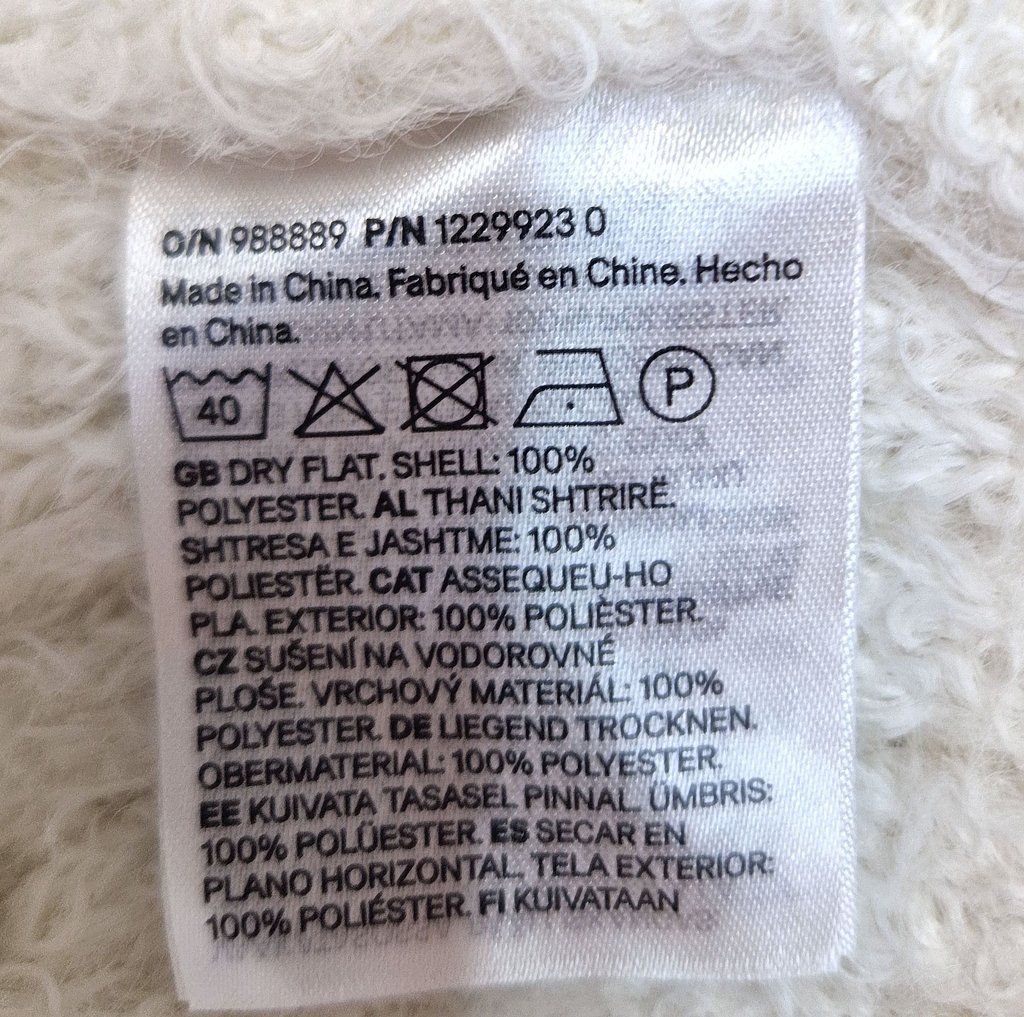 O/N 988889 P/N 1229923 0
Made in China. Fabriqué en Chine. Hecho
en China.
40 P
GB DRY FLAT. SHELL: 100%
POLYESTER. AL THANI SHTRIRË.
SHTRESA E JASHTME: 100%
POLIESTËR. CAT ASSEQUEU-HO
PLA. EXTERIOR: 100% POLIÈSTER.
CZ SUŠENÍ NA VODOROVNÉ
PLOŠE. VRCHOVÝ MATERIÁL: 100%
POLYESTER. DE LIEGEND TROCKNEN.
OBERMATERIAL: 100% POLYESTER.
EE KUIVATA TASASEL PINNAL. ÜMBRIS:
100% POLÜESTER. ES SECAR EN
PLANO HORIZONTAL. TELA EXTERIOR:
100% POLIÉSTER. FI KUIVATAAN